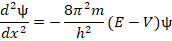 d²ψ/dx² = −8π²m/h² (E − V)ψ